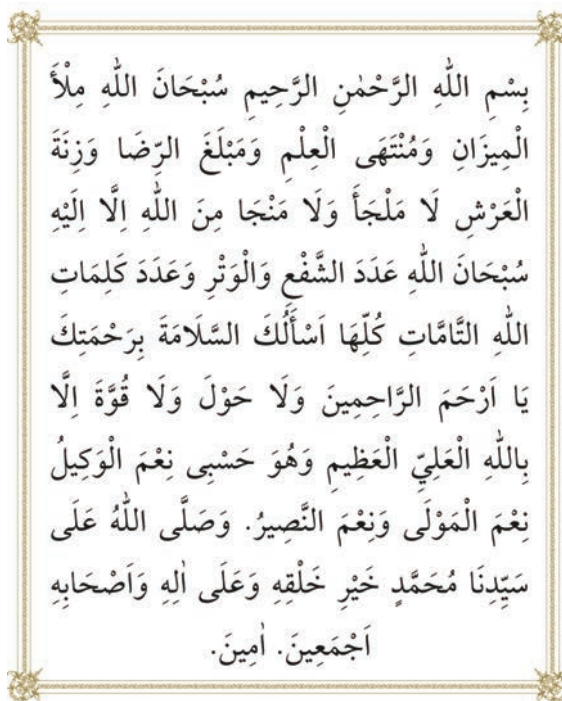 بِسْمِ اللّٰهِ الرَّحْمٰنِ الرَّحِيمِ سُبْحَانَ اللّٰهِ مِلْأَ
الْمِيزَانِ وَمُنْتَهَى الْعِلْمِ وَمَبْلَغَ الرِّضَا وَزِنَةَ
الْعَرْشِ لَا مَلْجَأَ وَلَا مَنْجَا مِنَ اللّٰهِ اِلَّا اِلَيْهِ
سُبْحَانَ اللّٰهِ عَدَدَ الشَّفْعِ وَالْوَتْرِ وَعَدَدَ كَلِمَاتِ
اللّٰهِ التَّامَّاتِ كُلِّهَا اَسْأَلُكَ السَّلَامَةَ بِرَحْمَتِكَ
يَا اَرْحَمَ الرَّاحِمِينَ وَلَا حَوْلَ وَلَا قُوَّةَ اِلَّا
بِاللّٰهِ الْعَلِيِّ الْعَظِيمِ وَهُوَ حَسْبِى نِعْمَ الْوَكِيلُ
نِعْمَ الْمَوْلَى وَنِعْمَ النَّصِيرُ. وَصَلَّى اللّٰهُ عَلَى
سَيِّدِنَا مُحَمَّدٍ خَيْرِ خَلْقِهِ وَعَلَى اٰلِهِ وَاَصْحَابِهِ
اَجْمَعِينَ. اٰمِينَ.